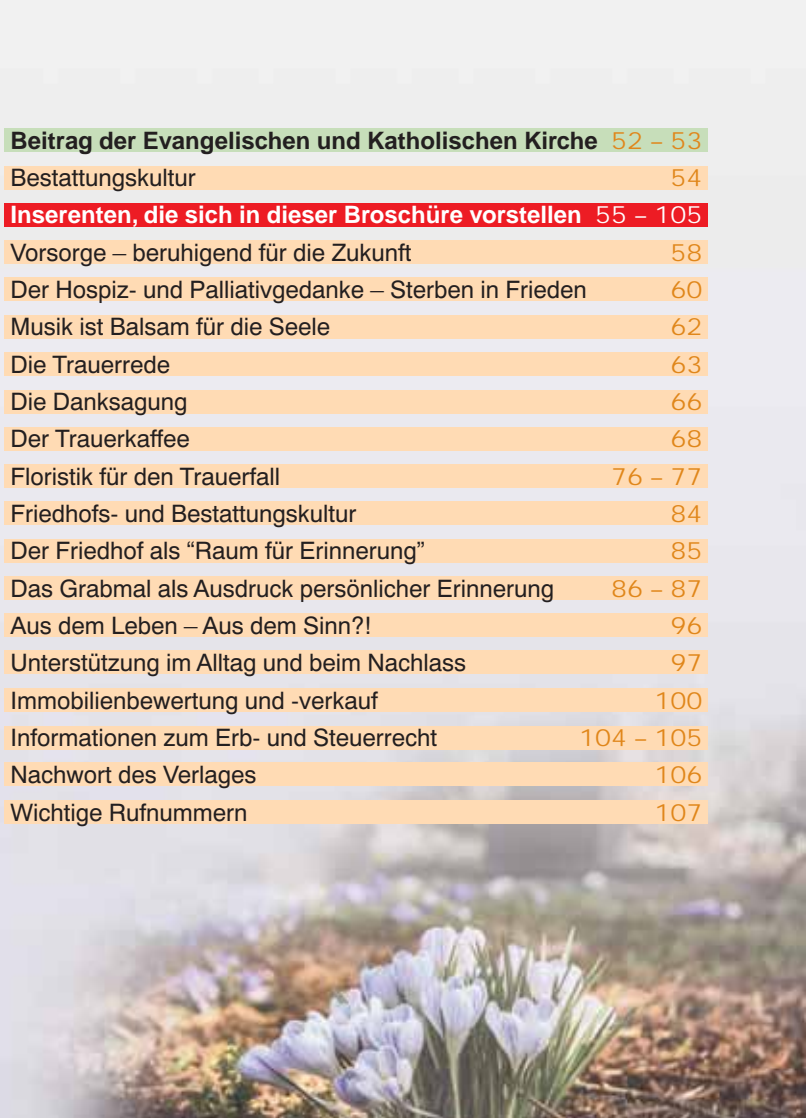 Beitrag der Evangelischen und Katholischen Kirche 52 – 53
Bestattungskultur 54
Inserenten, die sich in dieser Broschüre vorstellen 55 – 105
Vorsorge – beruhigend für die Zukunft 58
Der Hospiz- und Palliativgedanke – Sterben in Frieden 60
Musik ist Balsam für die Seele 62
Die Trauerrede 63
Die Danksagung 66
Der Trauerkaffee 68
Floristik für den Trauerfall 76 – 77
Friedhofs- und Bestattungskultur 84
Der Friedhof als “Raum für Erinnerung” 85
Das Grabmal als Ausdruck persönlicher Erinnerung 86 – 87
Aus dem Leben – Aus dem Sinn?! 96
Unterstützung im Alltag und beim Nachlass 97
Immobilienbewertung und -verkauf 100
Informationen zum Erb- und Steuerrecht 104 – 105
Nachwort des Verlages 106
Wichtige Rufnummern 107